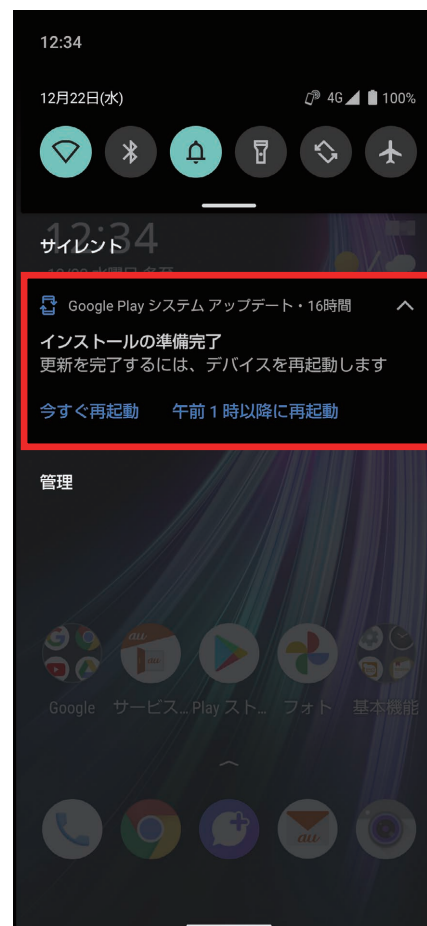 12:34
12月22日(水)
4G 100%
12:34
サイレント
Google Play システム アップデート・16時間
インストールの準備完了
更新を完了するには、デバイスを再起動します
今すぐ再起動 午前 1 時以降に再起動
管理
au
au
Google サービス… Play スト… フォト 基本機能
au